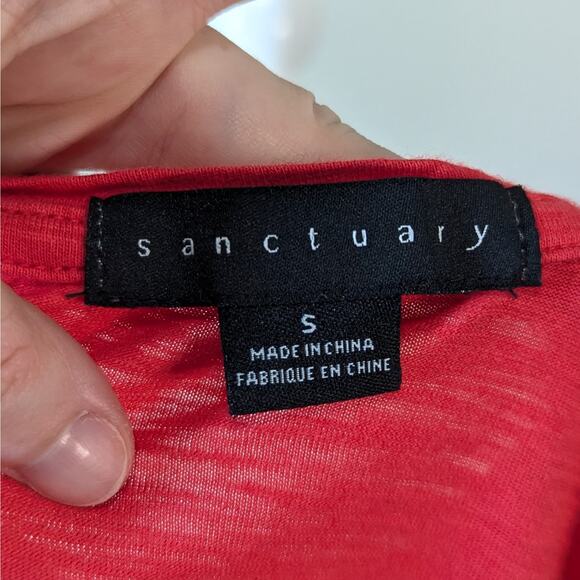 sanctuary
S
MADE IN CHINA
FABRIQUE EN CHINE